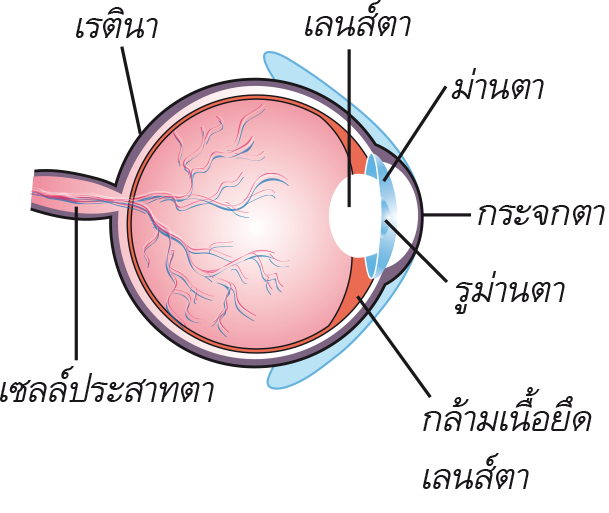 เรตินา
เลนส์ตา
ม่านตา
กระจกตา
รูม่านตา
เซลล์ประสาทตา
กล้ามเนื้อยึด
เลนส์ตา